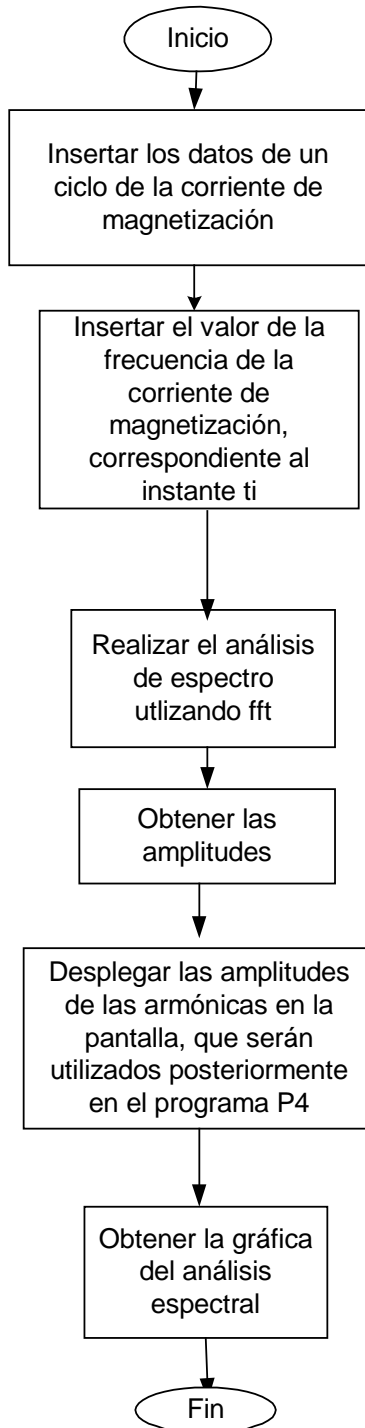 Inicio
Insertar los datos de un
ciclo de la corriente de
magnetización
Insertar el valor de la
frecuencia de la
corriente de
magnetización,
correspondiente al
instante ti
Realizar el análisis
de espectro
utlizando fft
Obtener las
amplitudes
Desplegar las amplitudes
de las armónicas en la
pantalla, que serán
utilizados posteriormente
en el programa P4
Obtener la gráfica
del análisis
espectral
Fin